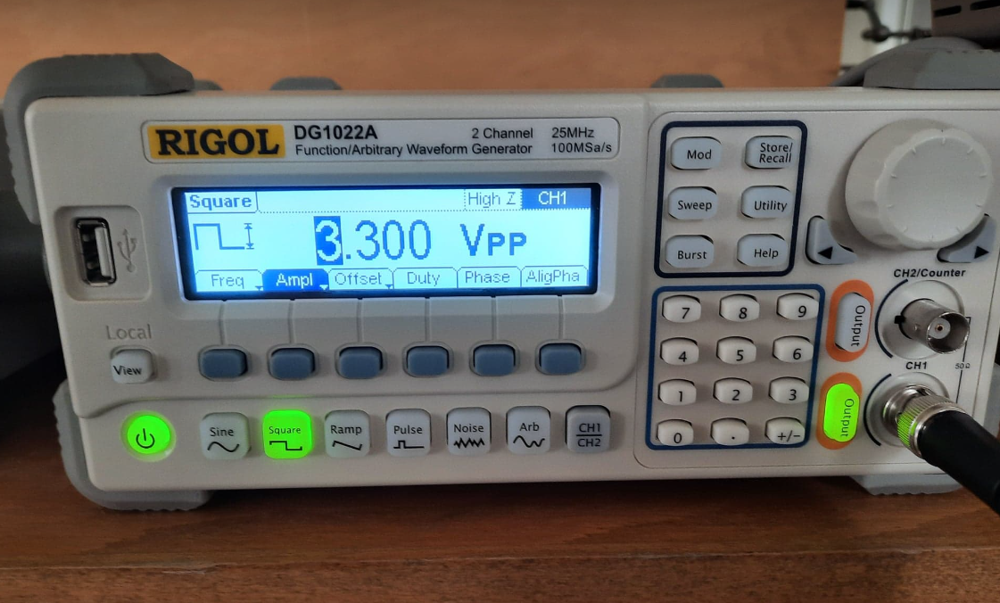 RIGOL DG1022A 2 Channel 25MHz
Function/Arbitrary Waveform Generator 100MSa/s
Square High Z CH1
3.300 VPP
Freq Ampl Offset Duty Phase AligPha
Local
View
Sine Square Ramp Pulse Noise Arb CH1
CH2
Mod Store/
Recall
Sweep Utility
Burst Help
7 8 9
4 5 6
1 2 3
0 . +/-
CH2/Counter
Output
CH1
50Ω
Output